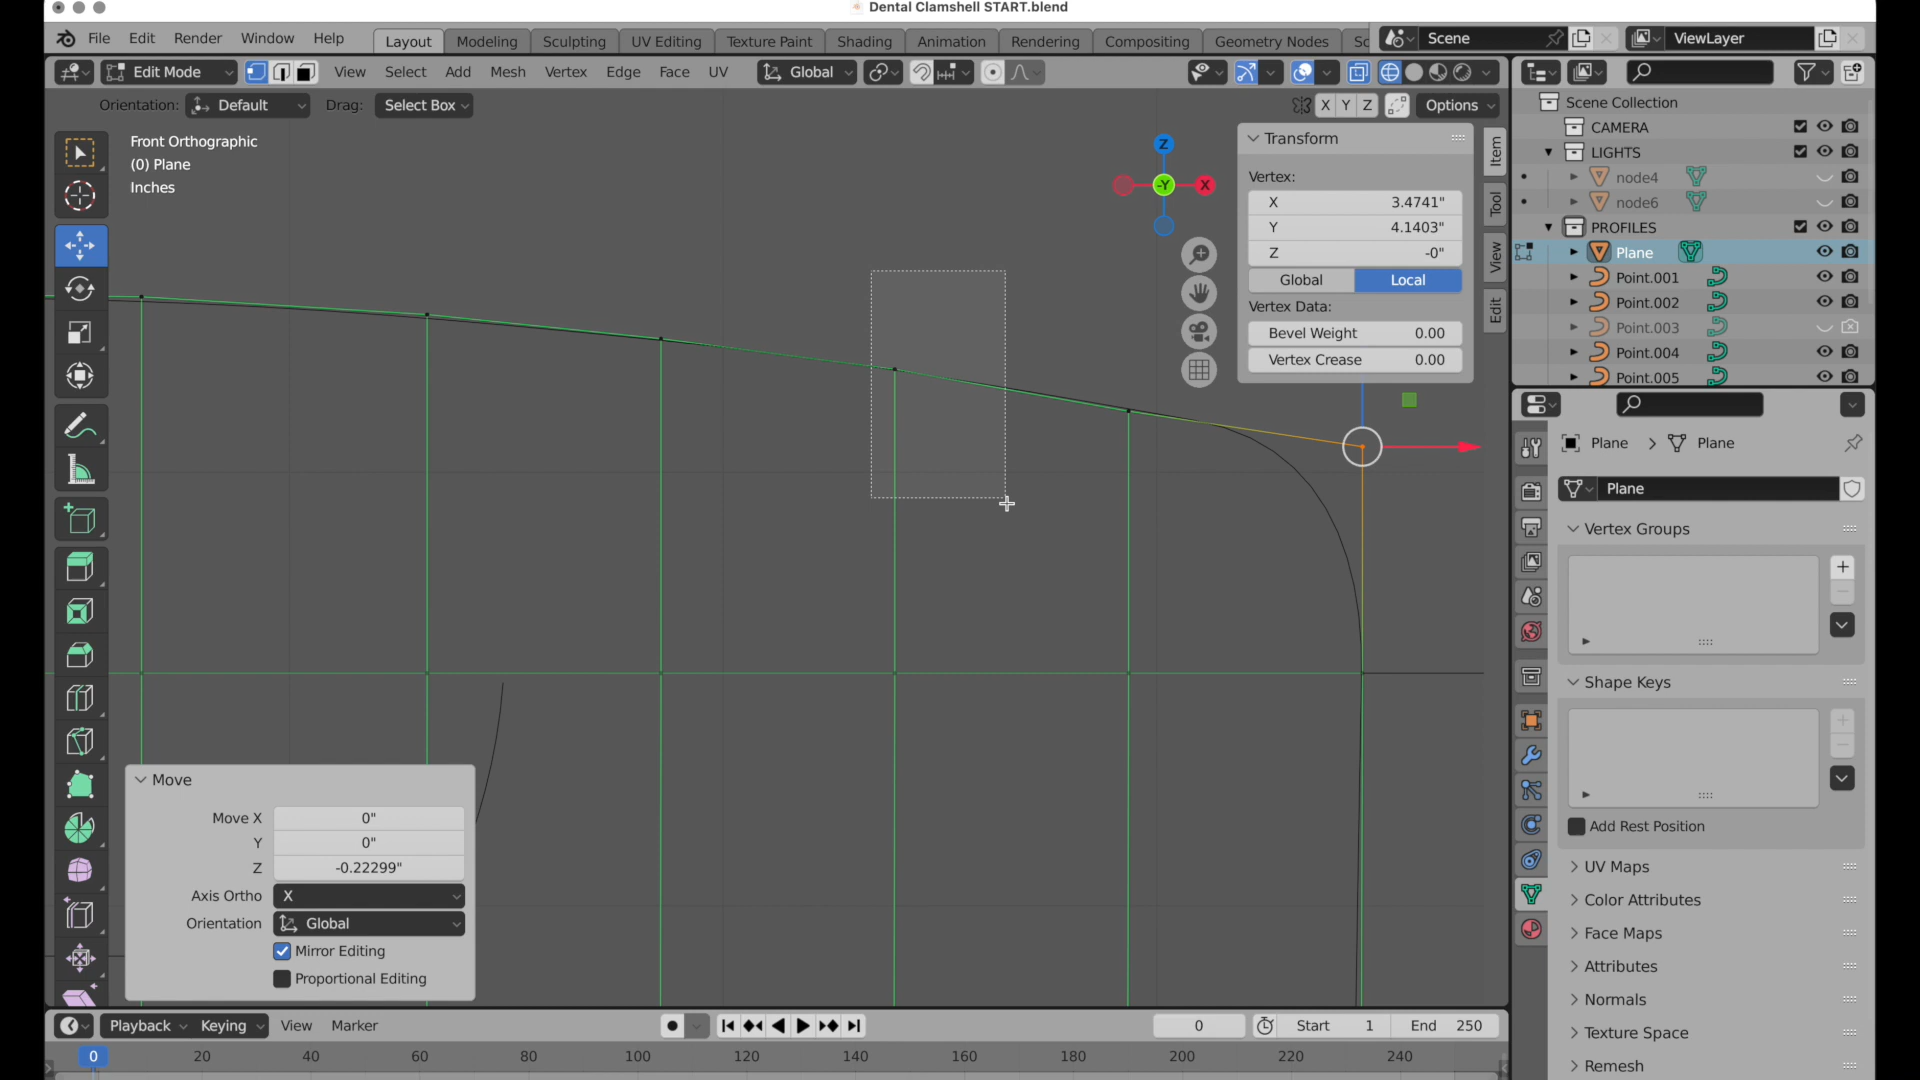 Dental Clamshell START.blend
File Edit Render Window Help Layout Modeling Sculpting UV Editing Texture Paint Shading Animation Rendering Compositing Geometry Nodes Sc Scene ViewLayer
Edit Mode View Select Add Mesh Vertex Edge Face UV Global
Orientation: Default Drag: Select Box X Y Z Options
Front Orthographic
(0) Plane
Inches
Z
-Y X
Transform
Vertex:
X 3.4741"
Y 4.1403"
Z -0"
Global Local
Vertex Data:
Bevel Weight 0.00
Vertex Crease 0.00
Item
Tool
View
Edit
Scene Collection
CAMERA
LIGHTS
node4
node6
PROFILES
Plane
Point.001
Point.002
Point.003
Point.004
Point.005
Plane > Plane
Plane
Vertex Groups
Shape Keys
Add Rest Position
UV Maps
Color Attributes
Face Maps
Attributes
Normals
Texture Space
Remesh
Move
Move X 0"
Y 0"
Z -0.22299"
Axis Ortho X
Orientation Global
Mirror Editing
Proportional Editing
Playback Keying View Marker 0 Start 1 End 250
0 20 40 60 80 100 120 140 160 180 200 220 240